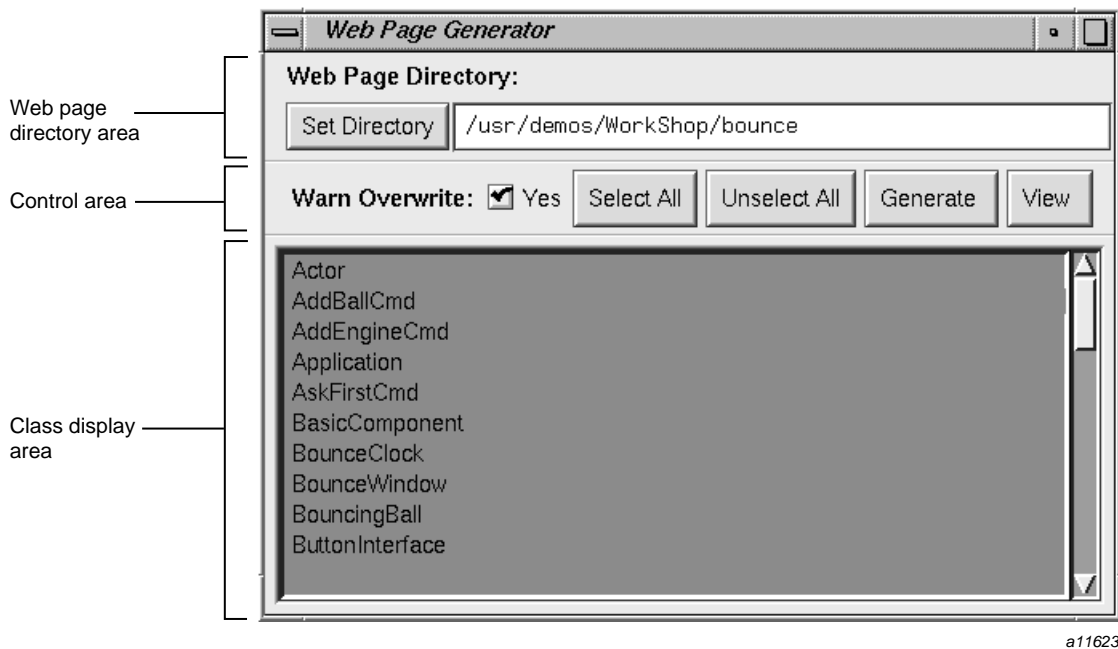 Web Page Generator
Web Page Directory:
Web page
directory area
Set Directory /usr/demos/WorkShop/bounce
Control area
Warn Overwrite: Yes Select All Unselect All Generate View
Actor
AddBallCmd
AddEngineCmd
Application
AskFirstCmd
BasicComponent
Class display
area
BounceClock
BounceWindow
BouncingBall
ButtonInterface
a11623